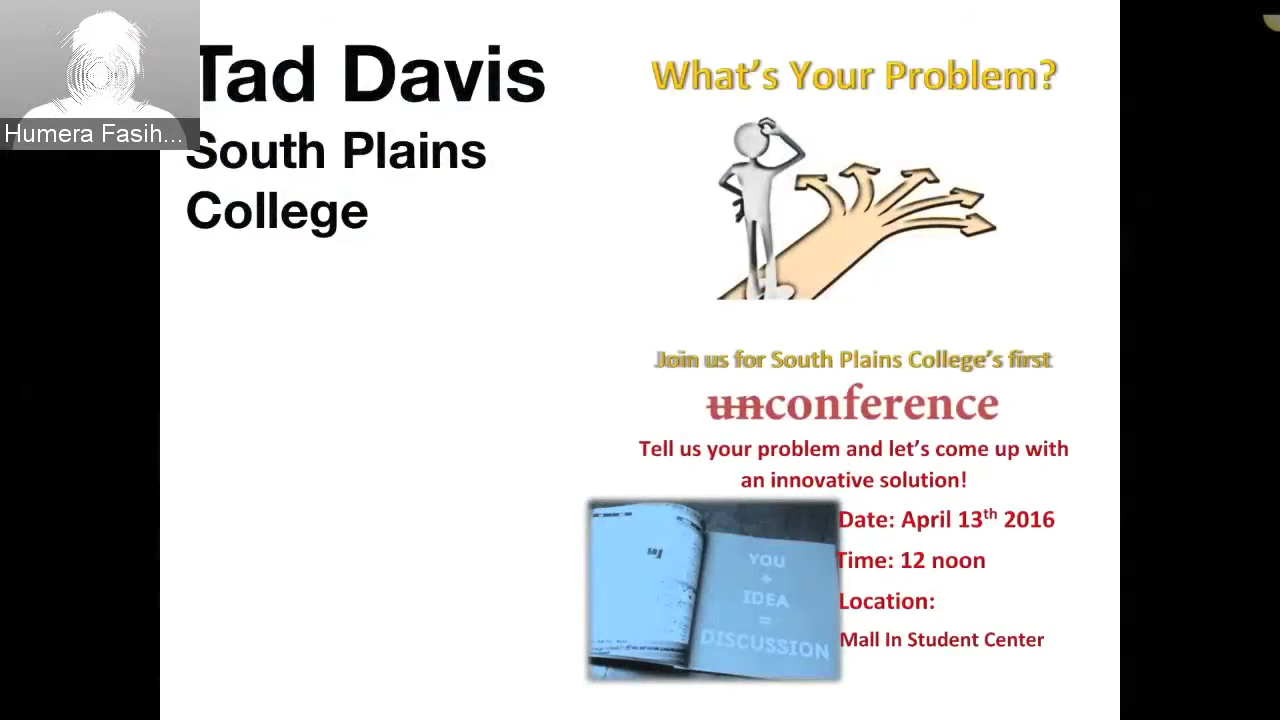 Humera Fasih...
Tad Davis
South Plains
College
What's Your Problem?
Join us for South Plains College's first
unconference
Tell us your problem and let's come up with
an innovative solution!
Date: April 13th 2016
Time: 12 noon
Location:
Mall In Student Center
YOU
+
IDEA
=
DISCUSSION